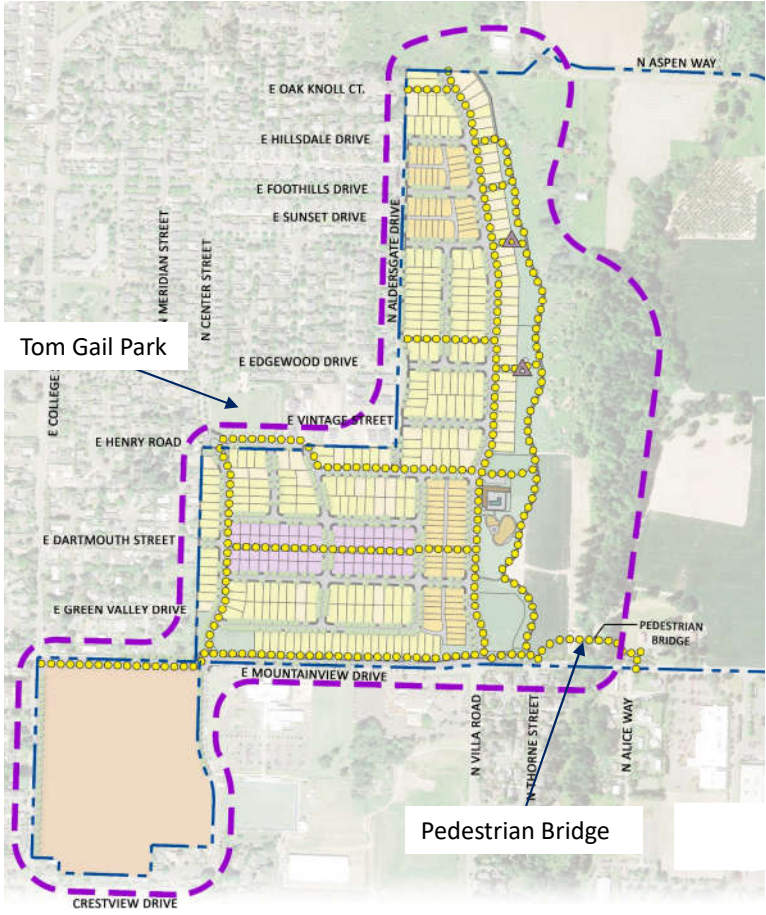 N ASPEN WAY
E OAK KNOLL CT.
E HILLSDALE DRIVE
E FOOTHILLS DRIVE
E SUNSET DRIVE
N ALDERSGATE DRIVE
MERIDIAN STREET
N CENTER STREET
Tom Gail Park
E EDGEWOOD DRIVE
E COLLEGE
E VINTAGE STREET
E HENRY ROAD
E DARTMOUTH STREET
E GREEN VALLEY DRIVE
PEDESTRIAN
BRIDGE
E MOUNTAINVIEW DRIVE
N VILLA ROAD
N THORNE STREET
N ALICE WAY
Pedestrian Bridge
CRESTVIEW DRIVE